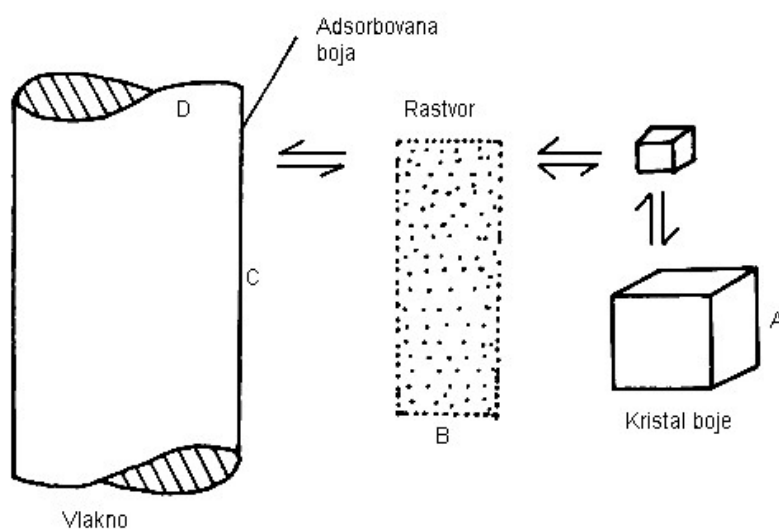 Adsorbovana
boja
D
Rastvor
C
A
B
Kristal boje
Vlakno